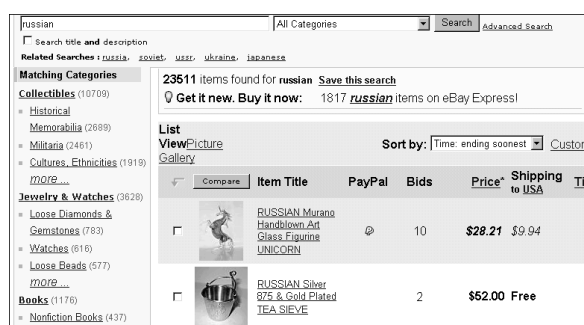 russian
All Categories
Search
Advanced Search
Search title and description
Related Searches : russia, soviet, ussr, ukraine, japanese
Matching Categories
Collectibles (10709)
Historical
Memorabilia (2689)
Militaria (2461)
Cultures, Ethnicities (1919)
more ...
Jewelry & Watches (3628)
Loose Diamonds &
Gemstones (783)
Watches (616)
Loose Beads (577)
more ...
Books (1176)
Nonfiction Books (437)
23511 items found for russian Save this search
Get it new. Buy it now: 1817 russian items on eBay Express!
List
ViewPicture
Gallery
Sort by: Time: ending soonest Custom
Compare Item Title PayPal Bids Price* Shipping
to USA
Ti
RUSSIAN Murano
Handblown Art
Glass Figurine
UNICORN
10 $28.21 $9.94
RUSSIAN Silver
875 & Gold Plated
TEA SIEVE
2 $52.00 Free